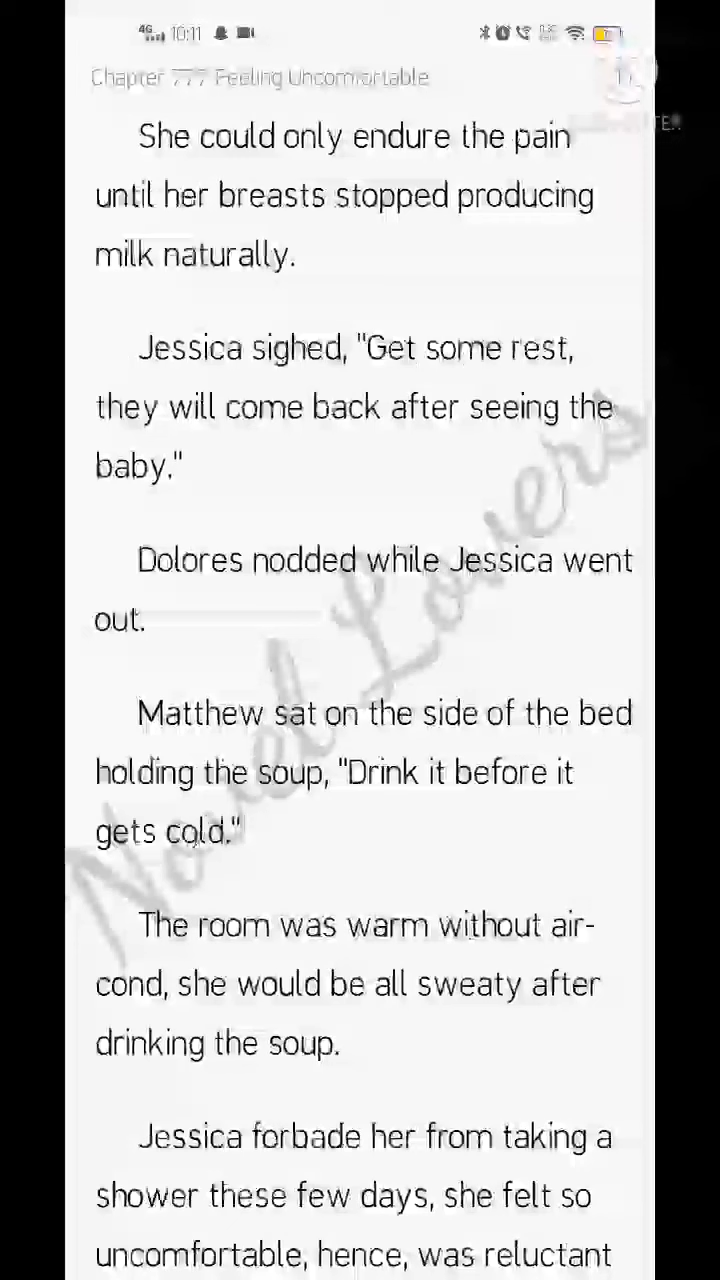 4G 10:11
Chapter 777 Feeling Uncomfortable
She could only endure the pain
until her breasts stopped producing
milk naturally.
Jessica sighed, "Get some rest,
they will come back after seeing the
baby."
Dolores nodded while Jessica went
out.
Matthew sat on the side of the bed
holding the soup, "Drink it before it
gets cold."
The room was warm without air-
cond, she would be all sweaty after
drinking the soup.
Jessica forbade her from taking a
shower these few days, she felt so
uncomfortable, hence, was reluctant
Novel Lovers